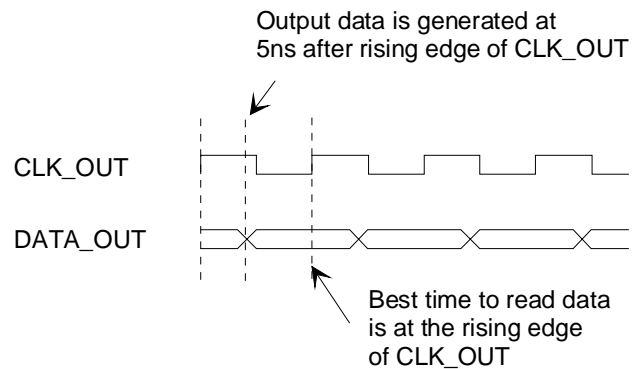 Output data is generated at
5ns after rising edge of CLK_OUT
CLK_OUT
DATA_OUT
Best time to read data
is at the rising edge
of CLK_OUT